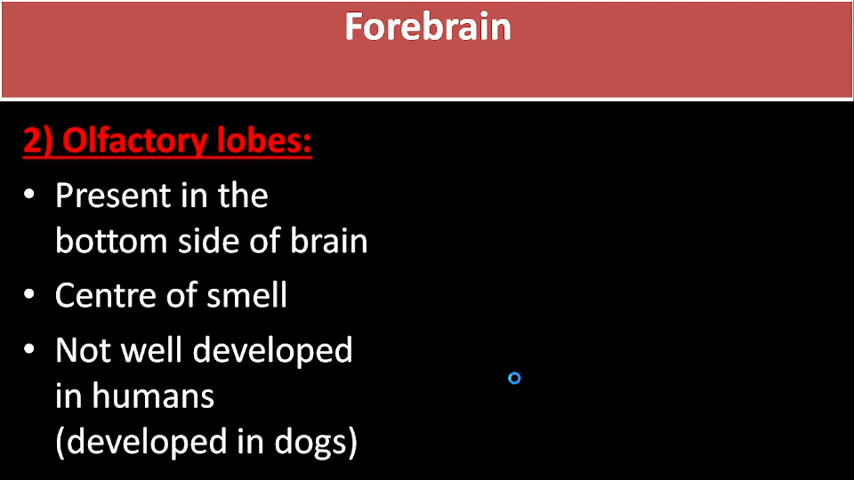 Forebrain
2) Olfactory lobes:
• Present in the
bottom side of brain
• Centre of smell
• Not well developed
in humans
(developed in dogs)